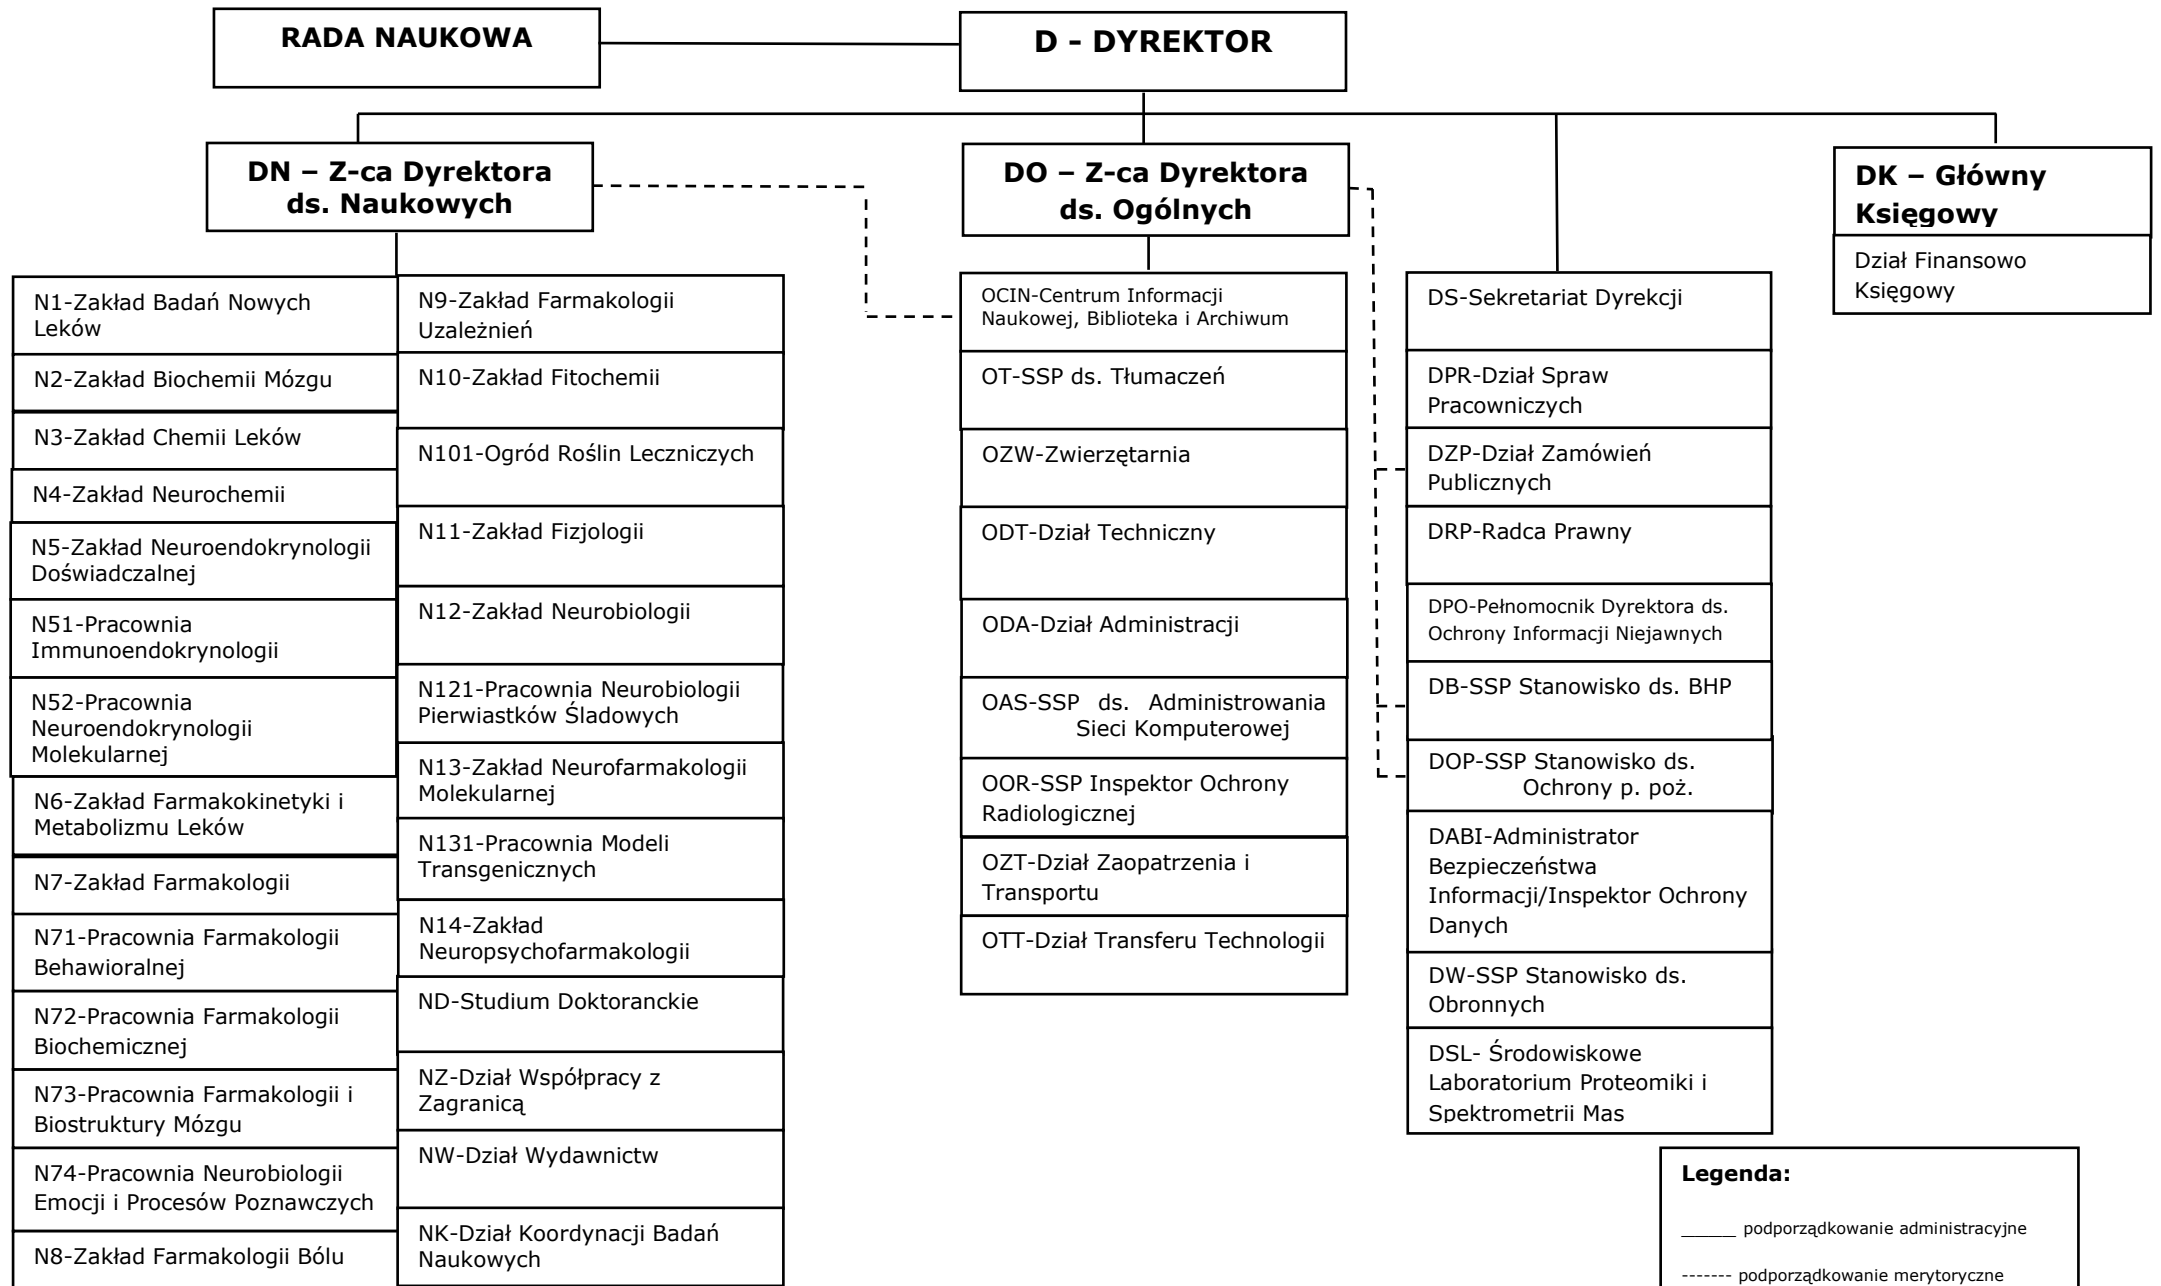 RADA NAUKOWA
D - DYREKTOR
DN – Z-ca Dyrektora
ds. Naukowych
DO – Z-ca Dyrektora
ds. Ogólnych
DK – Główny
Księgowy
Dział Finansowo
Księgowy
N1-Zakład Badań Nowych
Leków
N2-Zakład Biochemii Mózgu
N3-Zakład Chemii Leków
N4-Zakład Neurochemii
N5-Zakład Neuroendokrynologii
Doświadczalnej
N51-Pracownia
Immunoendokrynologii
N52-Pracownia
Neuroendokrynologii
Molekularnej
N6-Zakład Farmakokinetyki i
Metabolizmu Leków
N7-Zakład Farmakologii
N71-Pracownia Farmakologii
Behawioralnej
N72-Pracownia Farmakologii
Biochemicznej
N73-Pracownia Farmakologii i
Biostruktury Mózgu
N74-Pracownia Neurobiologii
Emocji i Procesów Poznawczych
N8-Zakład Farmakologii Bólu
N9-Zakład Farmakologii
Uzależnień
N10-Zakład Fitochemii
N101-Ogród Roślin Leczniczych
N11-Zakład Fizjologii
N12-Zakład Neurobiologii
N121-Pracownia Neurobiologii
Pierwiastków Śladowych
N13-Zakład Neurofarmakologii
Molekularnej
N131-Pracownia Modeli
Transgenicznych
N14-Zakład
Neuropsychofarmakologii
ND-Studium Doktoranckie
NZ-Dział Współpracy z
Zagranicą
NW-Dział Wydawnictw
NK-Dział Koordynacji Badań
Naukowych
OCIN-Centrum Informacji
Naukowej, Biblioteka i Archiwum
OT-SSP ds. Tłumaczeń
OZW-Zwierzętarnia
ODT-Dział Techniczny
ODA-Dział Administracji
OAS-SSP ds. Administrowania
Sieci Komputerowej
OOR-SSP Inspektor Ochrony
Radiologicznej
OZT-Dział Zaopatrzenia i
Transportu
OTT-Dział Transferu Technologii
DS-Sekretariat Dyrekcji
DPR-Dział Spraw
Pracowniczych
DZP-Dział Zamówień
Publicznych
DRP-Radca Prawny
DPO-Pełnomocnik Dyrektora ds.
Ochrony Informacji Niejawnych
DB-SSP Stanowisko ds. BHP
DOP-SSP Stanowisko ds.
Ochrony p. poż.
DABI-Administrator
Bezpieczeństwa
Informacji/Inspektor Ochrony
Danych
DW-SSP Stanowisko ds.
Obronnych
DSL- Środowiskowe
Laboratorium Proteomiki i
Spektrometrii Mas
Legenda:
_____ podporządkowanie administracyjne
------- podporządkowanie merytoryczne